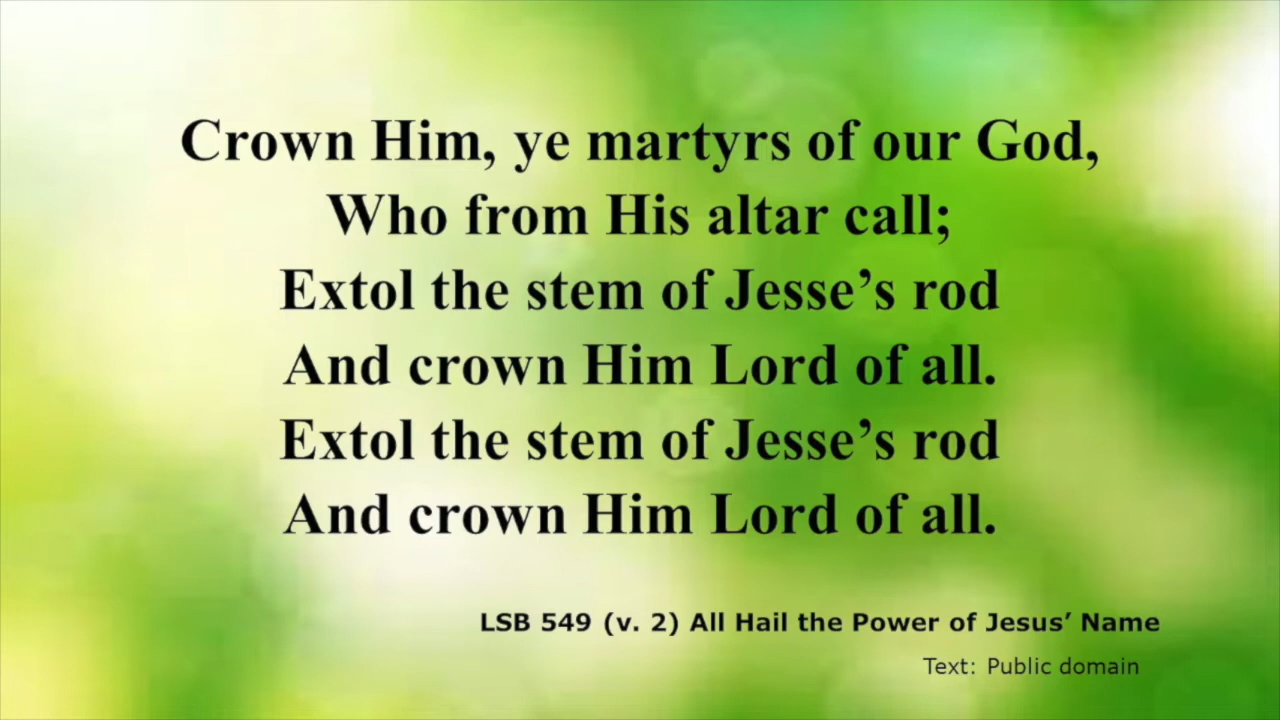 Crown Him, ye martyrs of our God,
Who from His altar call;
Extol the stem of Jesse’s rod
And crown Him Lord of all.
Extol the stem of Jesse’s rod
And crown Him Lord of all.
LSB 549 (v. 2) All Hail the Power of Jesus’ Name
Text: Public domain